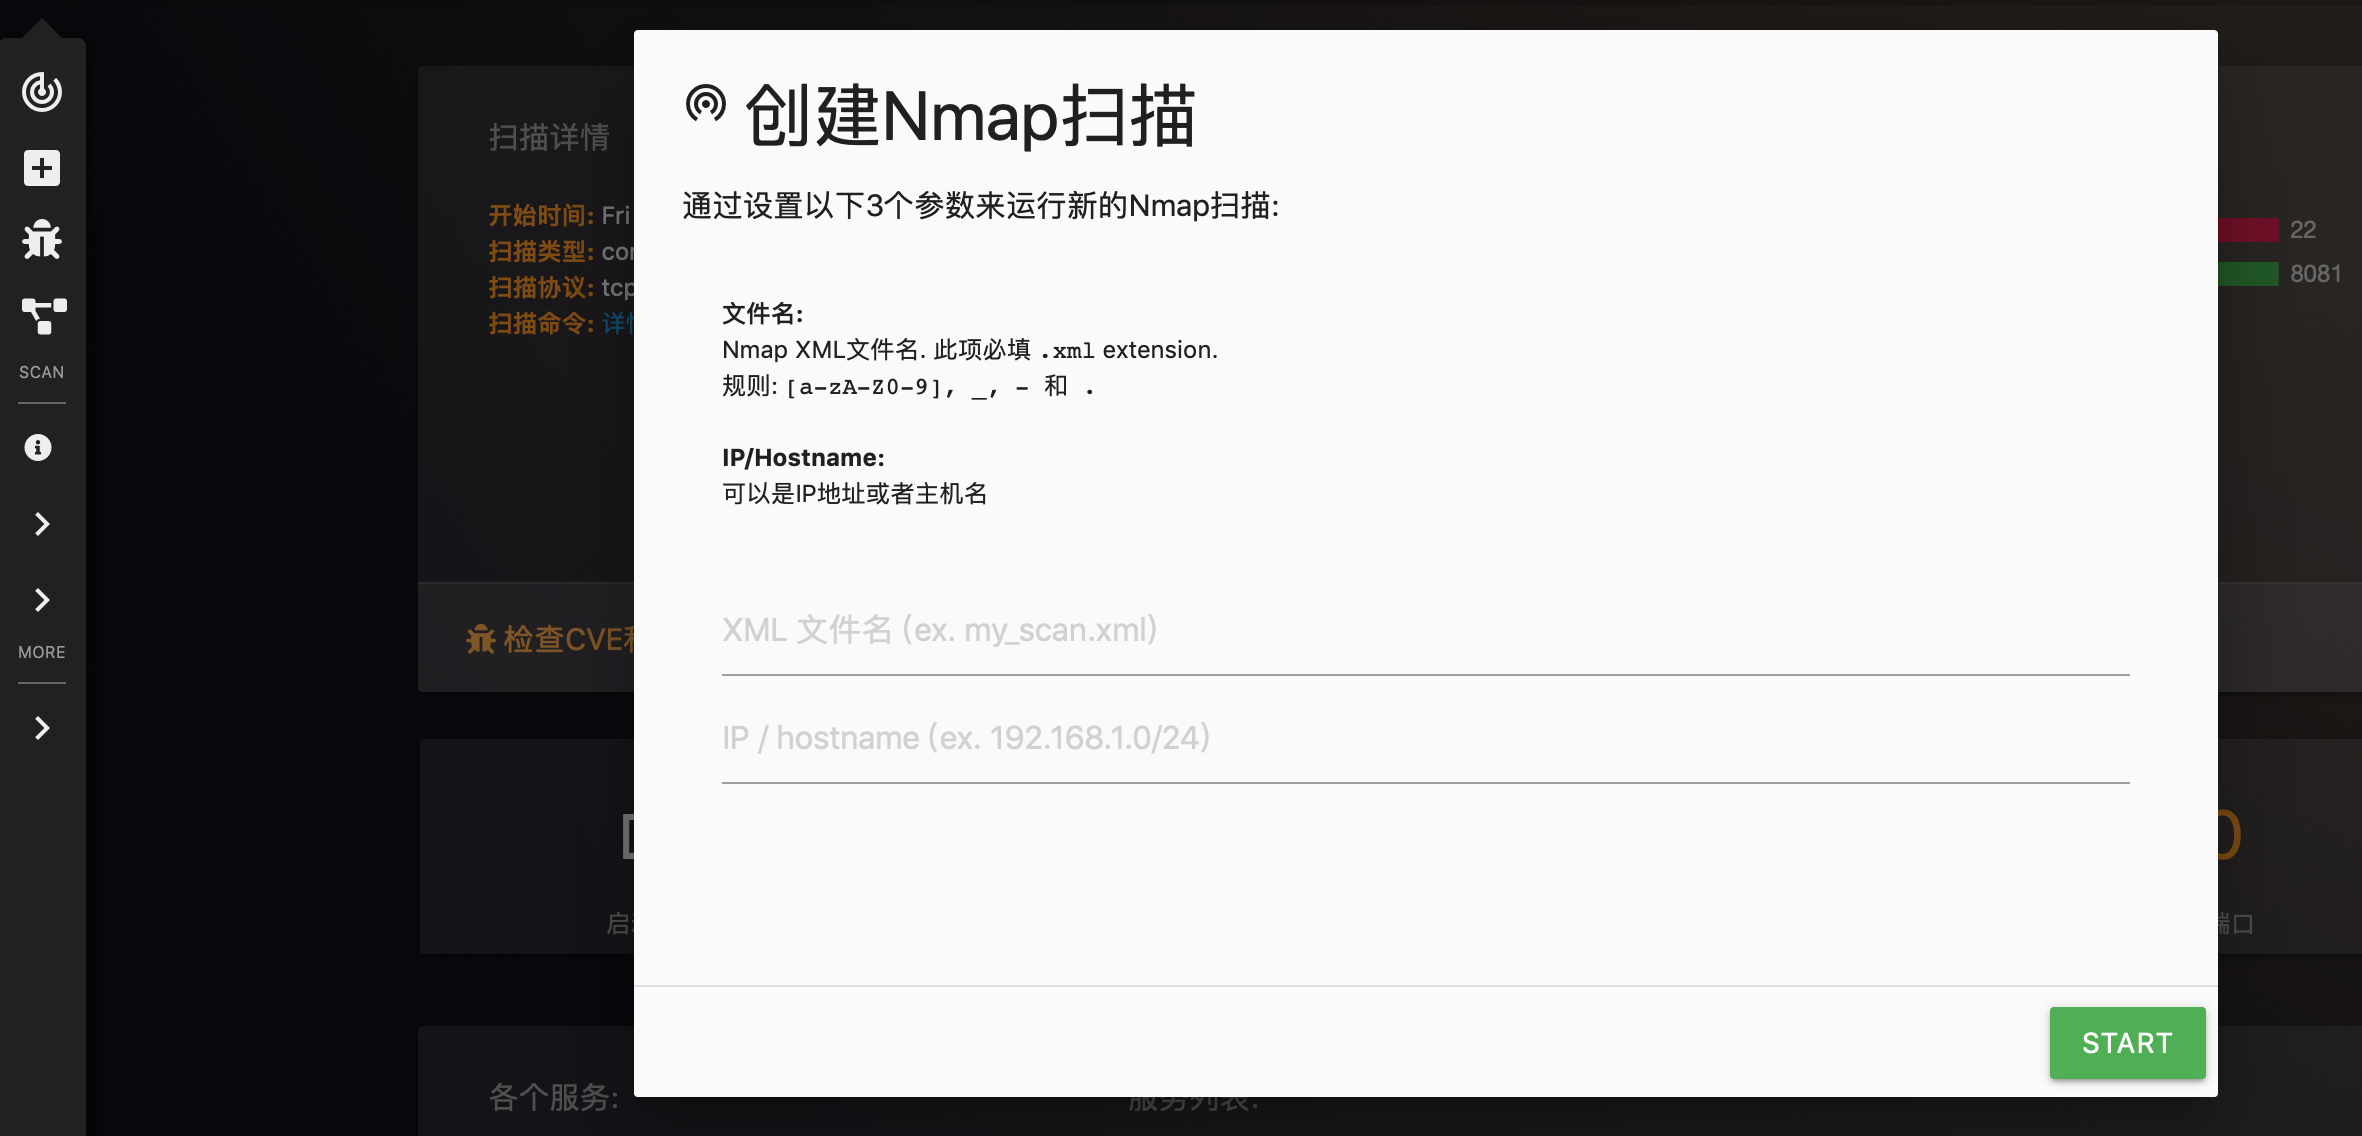 SCAN
MORE
扫描详情
开始时间: Fri
扫描类型:
扫描协议: tcp
扫描命令:
检查CVE
22
8081
创建Nmap扫描
通过设置以下3个参数来运行新的Nmap扫描:
文件名:
Nmap XML文件名. 此项必填 .xml extension.
规则: [a-zA-Z0-9], _, - 和 .
IP/Hostname:
可以是IP地址或者主机名
XML 文件名 (ex. my_scan.xml)
IP / hostname (ex. 192.168.1.0/24)
START
端口
各个服务:
服务列表: